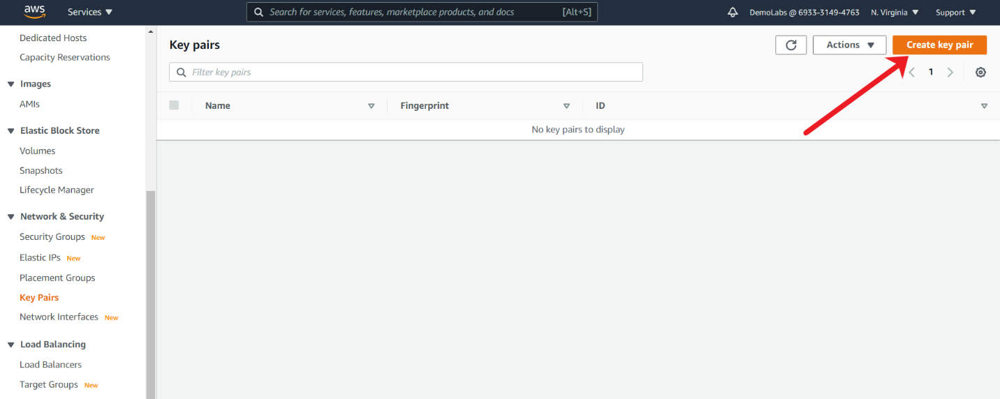 aws
Services
Search for services, features, marketplace products, and docs
[Alt+S]
DemoLabs @ 6933-3149-4763
N. Virginia
Support
Dedicated Hosts
Capacity Reservations
Images
AMIs
Elastic Block Store
Volumes
Snapshots
Lifecycle Manager
Network & Security
Security Groups New
Elastic IPs New
Placement Groups
Key Pairs
Network Interfaces New
Load Balancing
Load Balancers
Target Groups New
Key pairs
Actions
Create key pair
Filter key pairs
1
Name
Fingerprint
ID
No key pairs to display